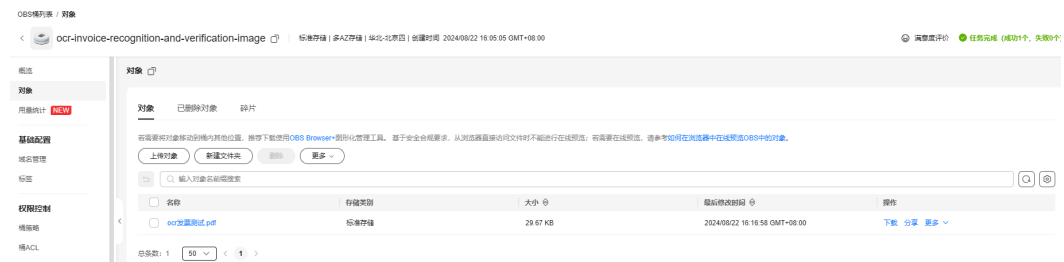 OBS桶列表 / 对象
ocr-invoice-recognition-and-verification-image
标准存储 | 多AZ存储 | 华北-北京四 | 创建时间 2024/08/22 16:05:05 GMT+08:00
满意度评价
任务完成 (成功1个，失败0个)
概览
对象
用量统计 NEW
基础配置
域名管理
标签
权限控制
桶策略
桶ACL
对象
对象 已删除对象 碎片
若需要将对象移动到桶内其他位置，推荐下载使用OBS Browser+图形化管理工具。 基于安全合规要求，从浏览器直接访问文件时不能进行在线预览；若需要在线预览，请参考如何在浏览器中在线预览OBS中的对象。
上传对象 新建文件夹 删除 更多
输入对象名前缀搜索
名称 存储类别 大小 最后修改时间 操作
ocr发票测试.pdf 标准存储 29.67 KB 2024/08/22 16:16:58 GMT+08:00 下载 分享 更多
总条数: 1 50 1